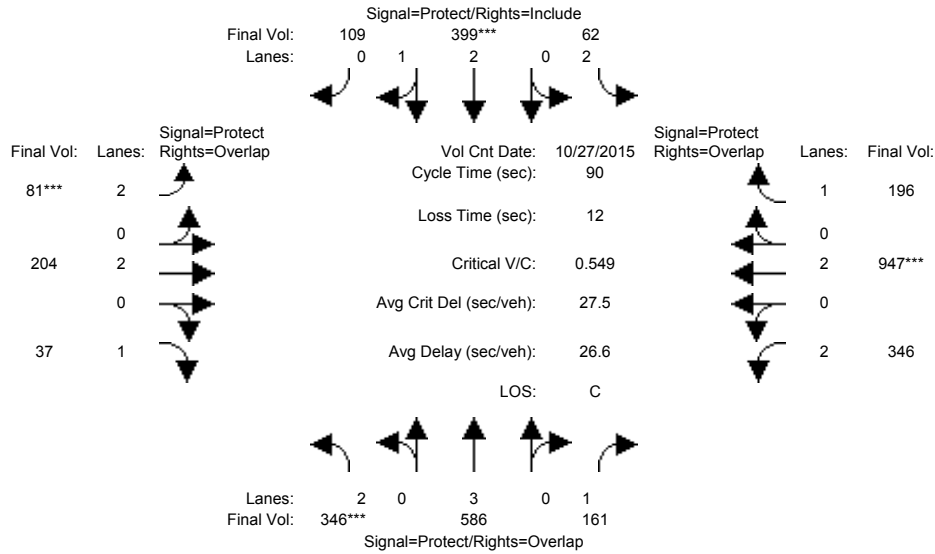 Signal=Protect/Rights=Include
Final Vol: 109 399*** 62
Lanes: 0 1 2 0 2
Signal=Protect Signal=Protect
Final Vol: Lanes: Rights=Overlap Vol Cnt Date: 10/27/2015 Rights=Overlap Lanes: Final Vol:
81*** 2 Cycle Time (sec): 90 1 196
0 Loss Time (sec): 12 0
204 2 Critical V/C: 0.549 2 947***
0 Avg Crit Del (sec/veh): 27.5 0
37 1 Avg Delay (sec/veh): 26.6 2 346
LOS: C
Lanes: 2 0 3 0 1
Final Vol: 346*** 586 161
Signal=Protect/Rights=Overlap